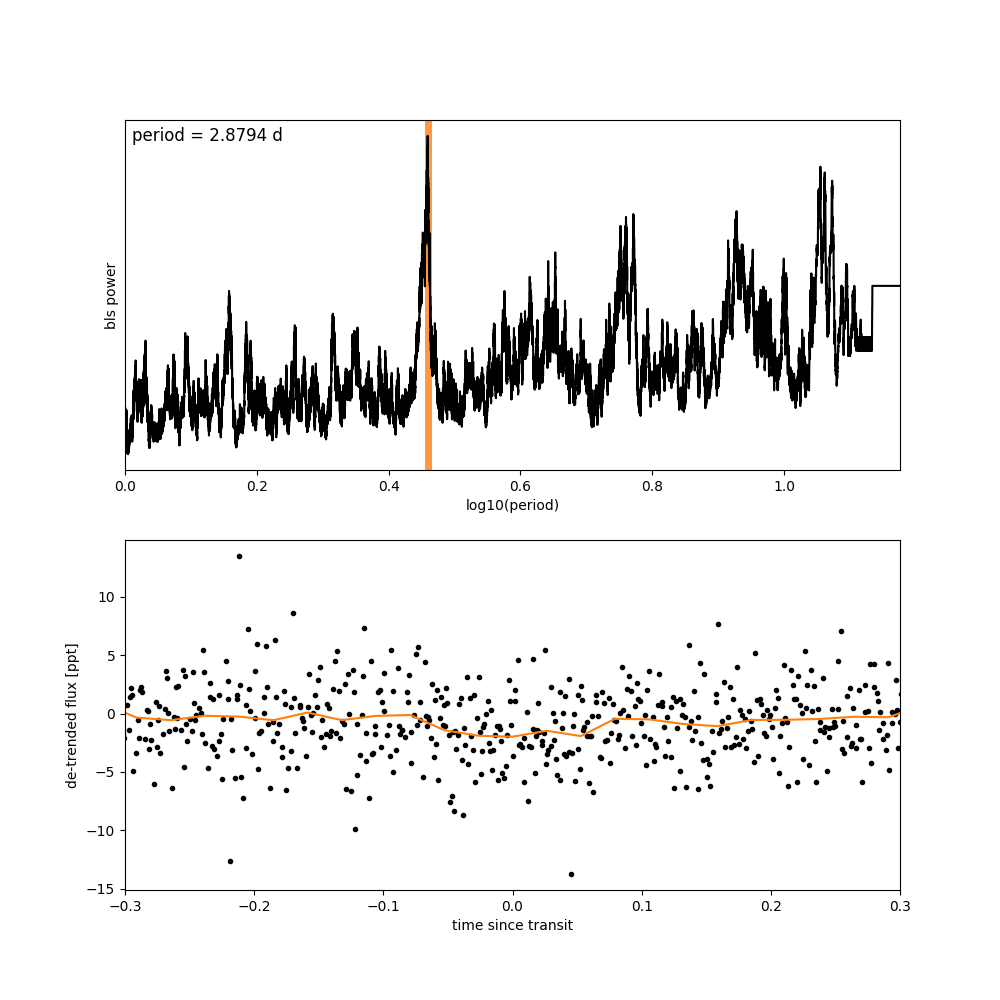 period = 2.8794 d
bls power
0.0 0.2 0.4 0.6 0.8 1.0
log10(period)
10
5
0
−5
−10
−15
de-trended flux [ppt]
−0.3 −0.2 −0.1 0.0 0.1 0.2 0.3
time since transit